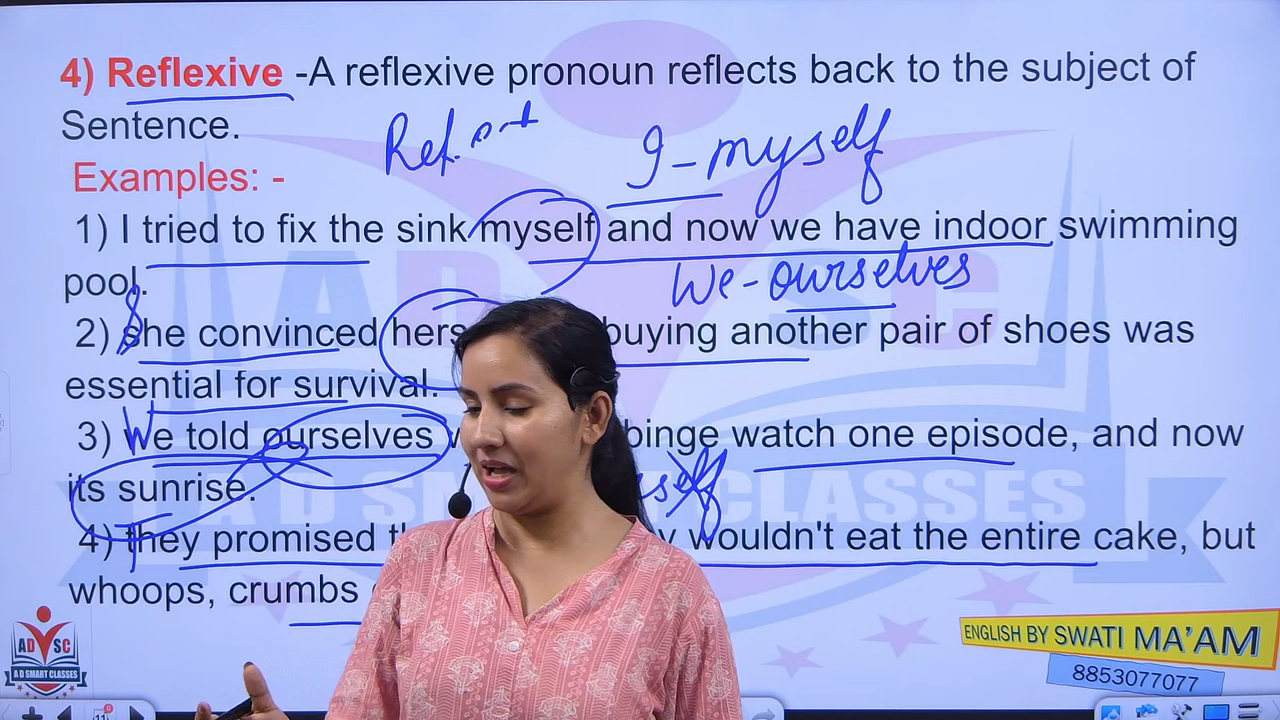 4) Reflexive -A reflexive pronoun reflects back to the subject of
Sentence.
I-myself
Examples: -
1) I tried to fix the sink myself and now we have indoor swimming
pool.
We-ourselves
2) She convinced buying another pair of shoes was
essential for survival.
3) We told ourselves binge watch one episode, and now
its sunrise.
4) They promised wouldn't eat the entire cake, but
whoops, crumbs
A D SMART CLASSES
AD SC
A D SMART CLASSES
ENGLISH BY SWATI MA'AM
8853077077
11